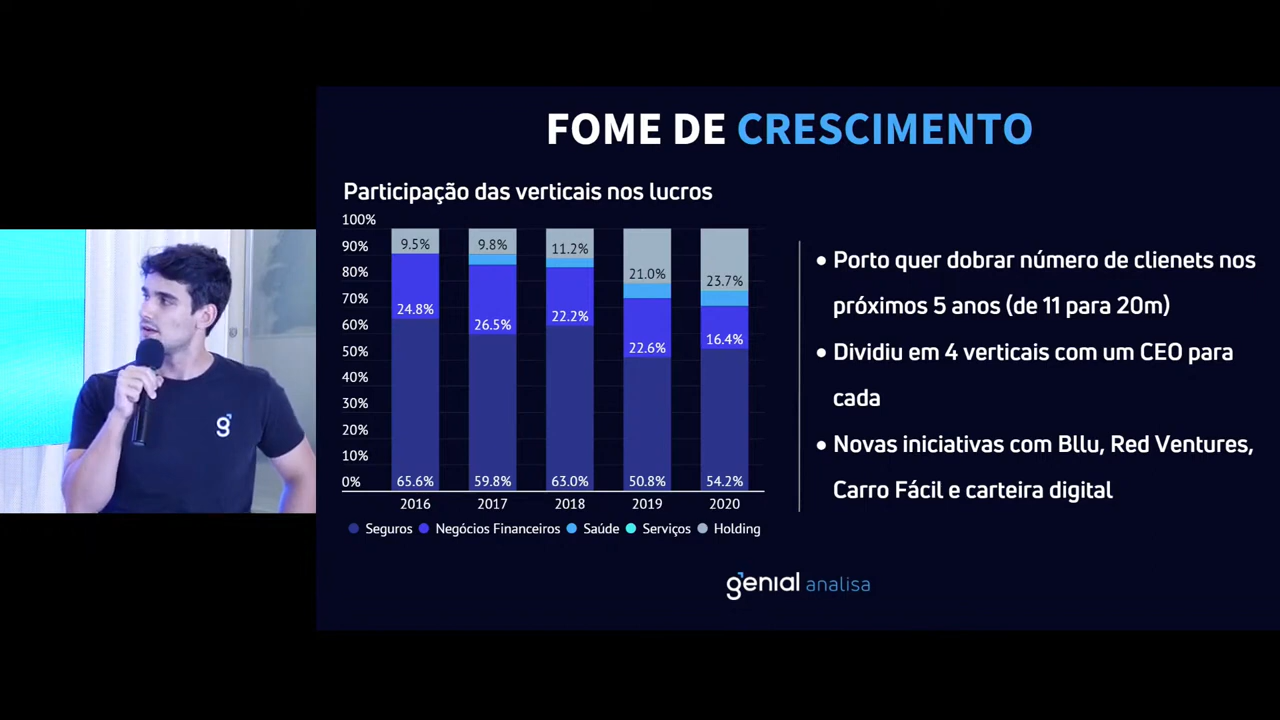 FOME DE CRESCIMENTO
Participação das verticais nos lucros
100%
90%
80%
70%
60%
50%
40%
30%
20%
10%
0%
9.5% 9.8% 11.2% 21.0% 23.7%
24.8% 26.5% 22.2% 22.6% 16.4%
65.6% 59.8% 63.0% 50.8% 54.2%
2016 2017 2018 2019 2020
Seguros Negócios Financeiros Saúde Serviços Holding
• Porto quer dobrar número de clienets nos
próximos 5 anos (de 11 para 20m)
• Dividiu em 4 verticais com um CEO para
cada
• Novas iniciativas com Bllu, Red Ventures,
Carro Fácil e carteira digital
genial analisa
g